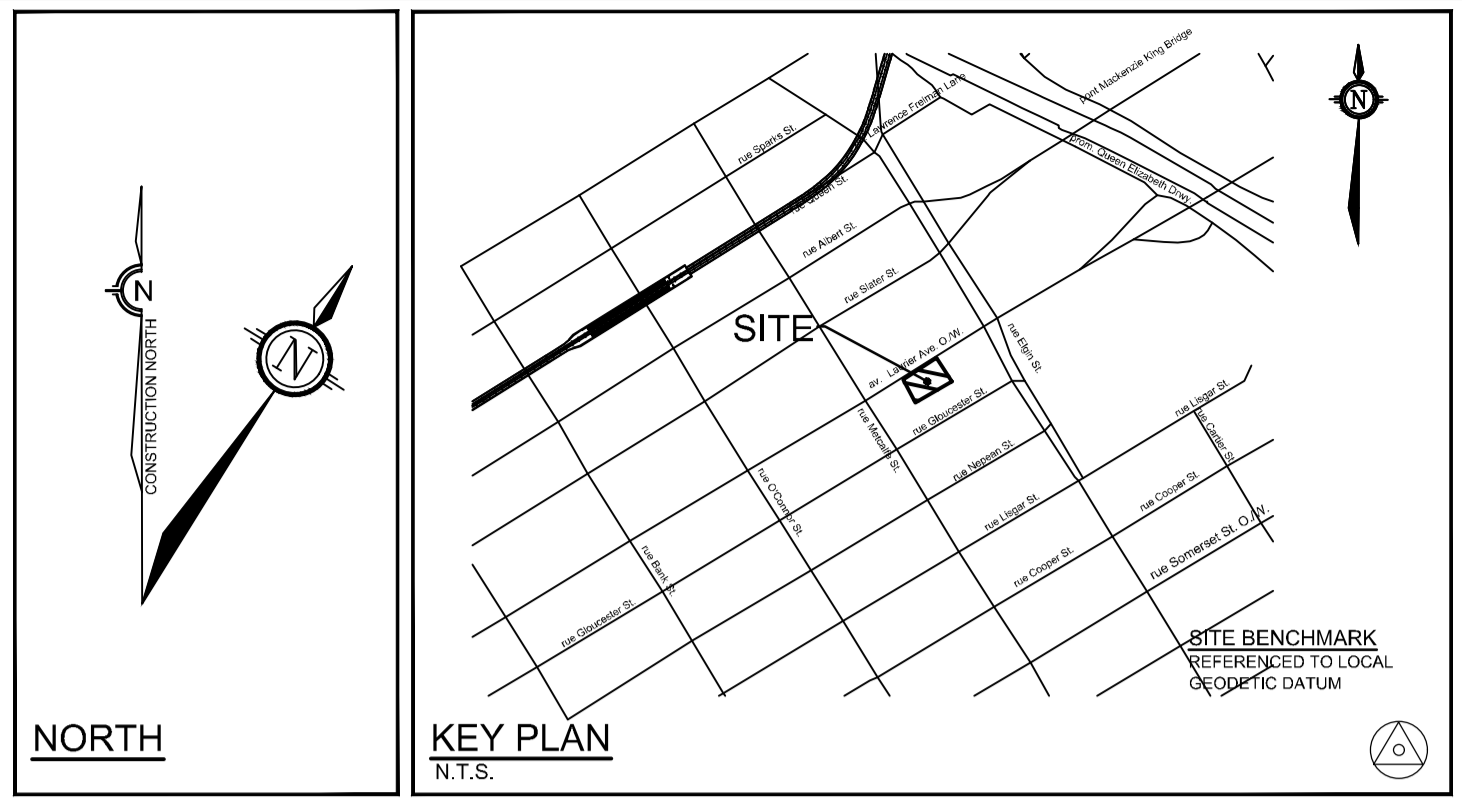 N
CONSTRUCTION NORTH
N
NORTH
pont Mackenzie King Bridge
N
Lawrence Freiman Lane
rue Sparks St.
prom. Queen Elizabeth Drwy.
rue Queen St.
rue Albert St.
rue Slater St.
SITE
av. Laurier Ave. O./W.
rue Elgin St.
rue Gloucester St.
rue Lisgar St.
rue Cartier St.
rue Metcalfe St.
rue Nepean St.
rue O'Connor St.
rue Lisgar St.
rue Cooper St.
rue Somerset St. O./W.
rue Bank St.
rue Cooper St.
rue Gloucester St.
SITE BENCHMARK
REFERENCED TO LOCAL
GEODETIC DATUM
KEY PLAN
N.T.S.